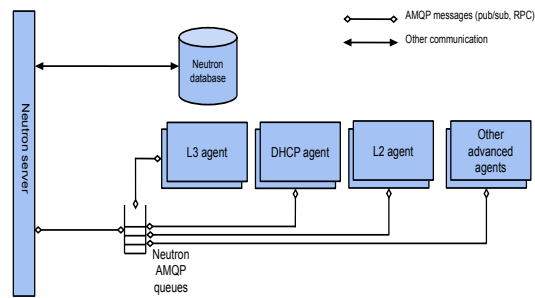 AMQP messages (pub/sub, RPC)
Other communication
Neutron
database
Neutron server
L3 agent
DHCP agent
L2 agent
Other
advanced
agents
Neutron
AMQP
queues